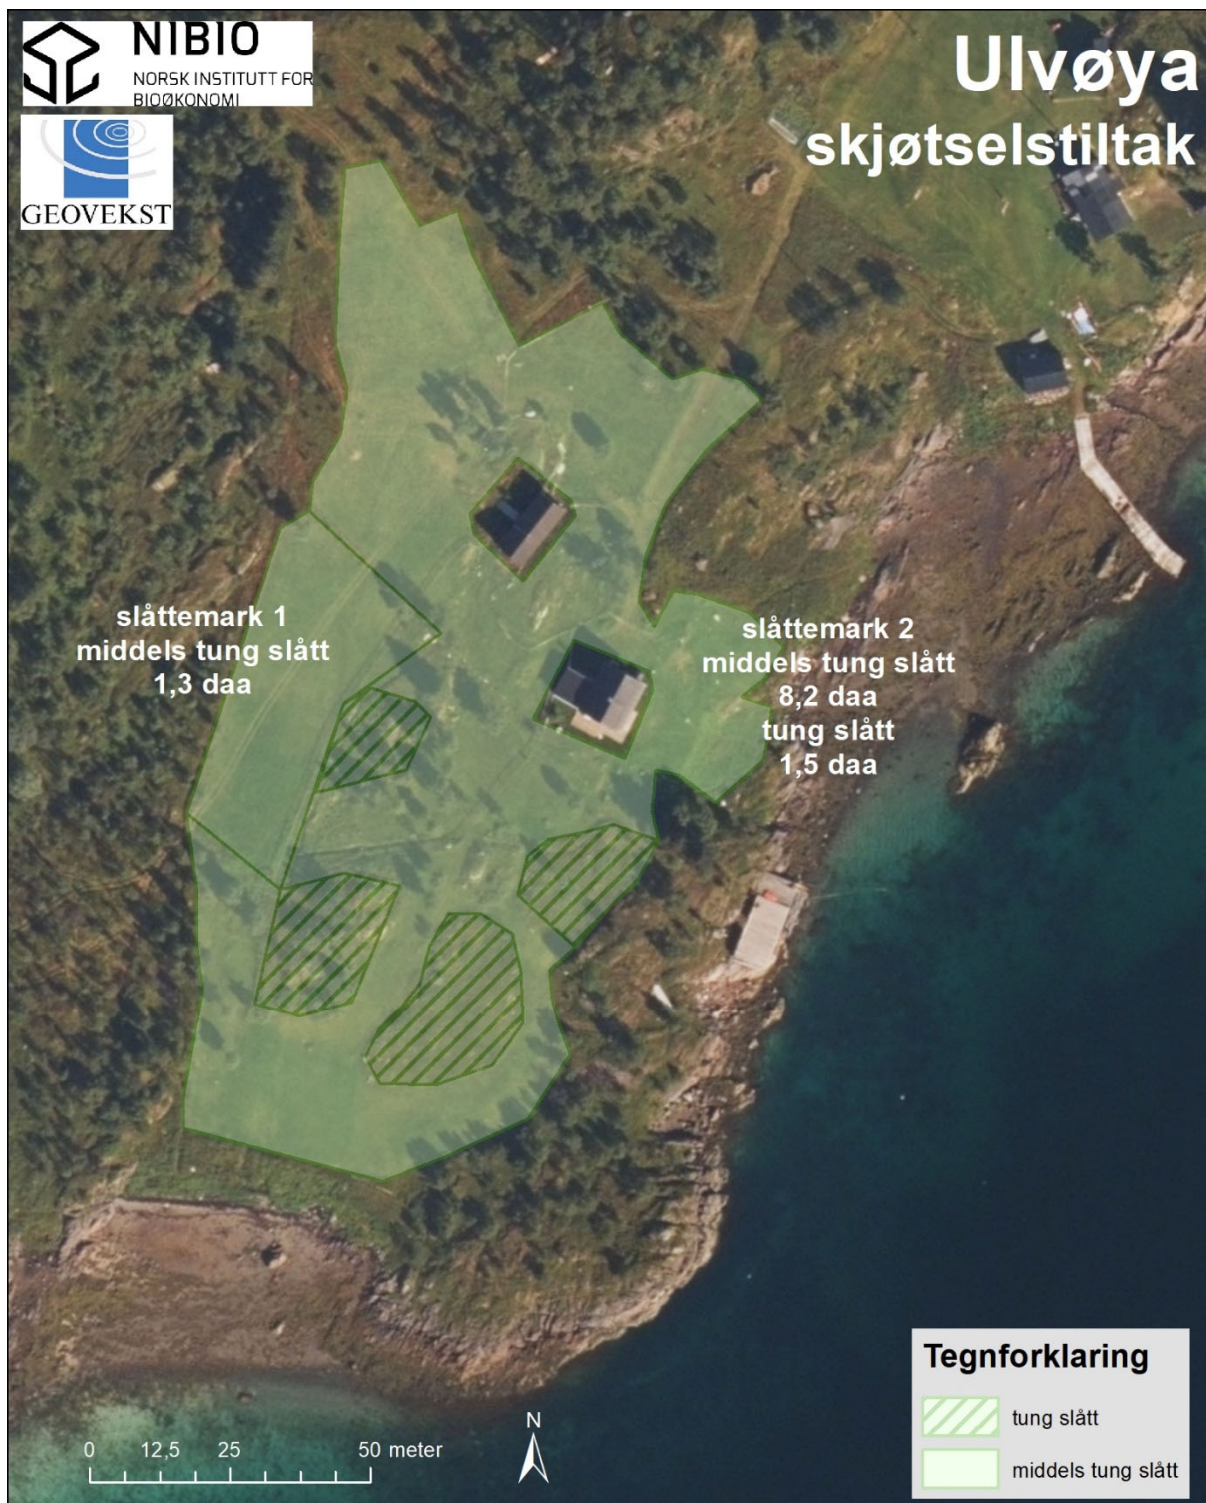 NIBIO
NORSK INSTITUTT FOR
BIOØKONOMI
GEOVEKST
Ulvøya
skjøtselstiltak
slåttemark 1
middels tung slått
1,3 daa
slåttemark 2
middels tung slått
8,2 daa
tung slått
1,5 daa
Tegnforklaring
tung slått
middels tung slått
0 12,5 25 50 meter
N